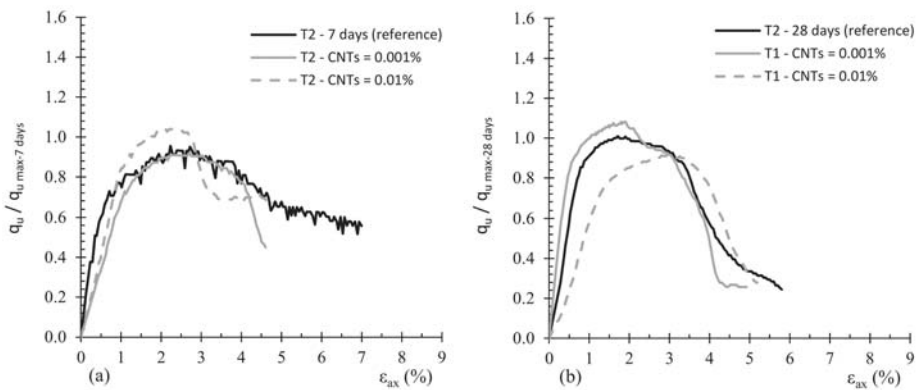 1.6
1.4
1.2
1.0
0.8
0.6
0.4
0.2
0.0
q_u / q_u max-7 days
T2 - 7 days (reference)
T2 - CNTs = 0.001%
T2 - CNTs = 0.01%
0 1 2 3 4 5 6 7 8 9
(a) ε_ax (%)
1.6
1.4
1.2
1.0
0.8
0.6
0.4
0.2
0.0
q_u / q_u max-28 days
T2 - 28 days (reference)
T1 - CNTs = 0.001%
T1 - CNTs = 0.01%
0 1 2 3 4 5 6 7 8 9
(b) ε_ax (%)